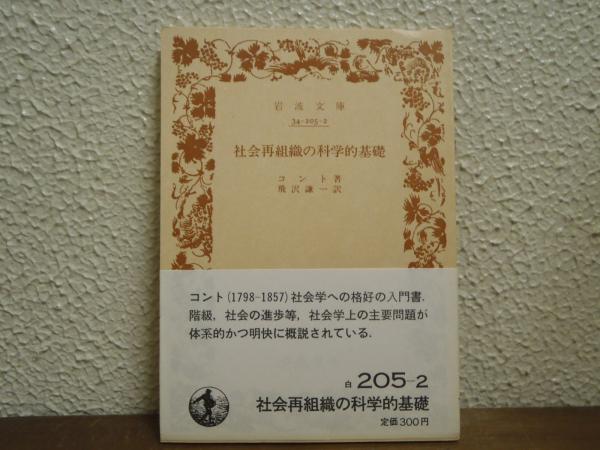 岩波文庫
34-205-2
社会再組織の科学的基礎
コント著
飛沢謙一訳
コント(1798-1857)社会学への格好の入門書.
階級, 社会の進歩等, 社会学上の主要問題が
体系的かつ明快に概説されている.
白 205-2
社会再組織の科学的基礎
定価300円